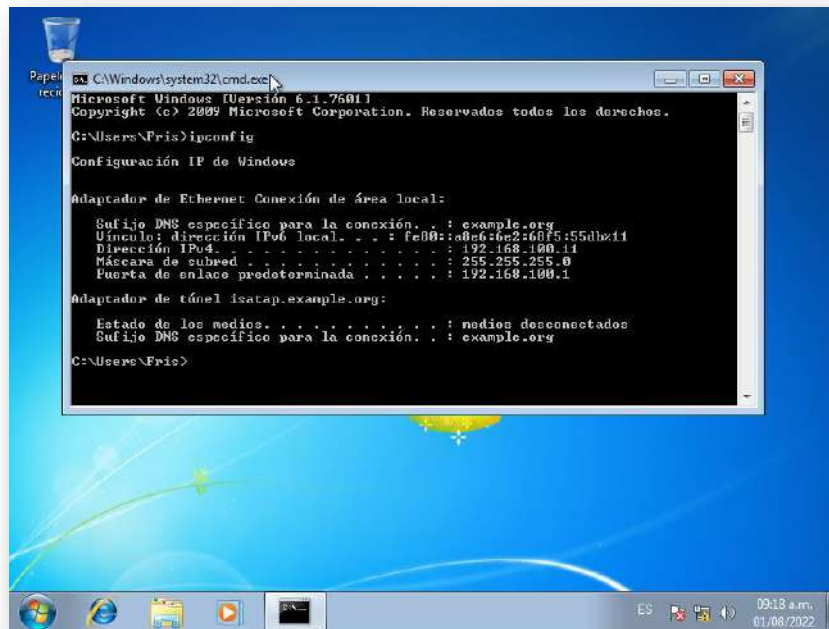 Papel
recic
C:\Windows\system32\cmd.exe
Microsoft Windows [Versión 6.1.7601]
Copyright (c) 2009 Microsoft Corporation. Reservados todos los derechos.
C:\Users\Fris>ipconfig
Configuración IP de Windows
Adaptador de Ethernet Conexión de área local:
Sufijo DNS específico para la conexión. . : example.org
Vínculo: dirección IPv6 local. . . : fe80::a8e6:6e2:68f5:55db%11
Dirección IPv4. . . . . . . . . . . . . . : 192.168.100.11
Máscara de subred . . . . . . . . . . . . : 255.255.255.0
Puerta de enlace predeterminada . . . . . : 192.168.100.1
Adaptador de túnel isatap.example.org:
Estado de los medios. . . . . . . . . . . : medios desconectados
Sufijo DNS específico para la conexión. . : example.org
C:\Users\Fris>
ES
09:18 a.m.
01/08/2022